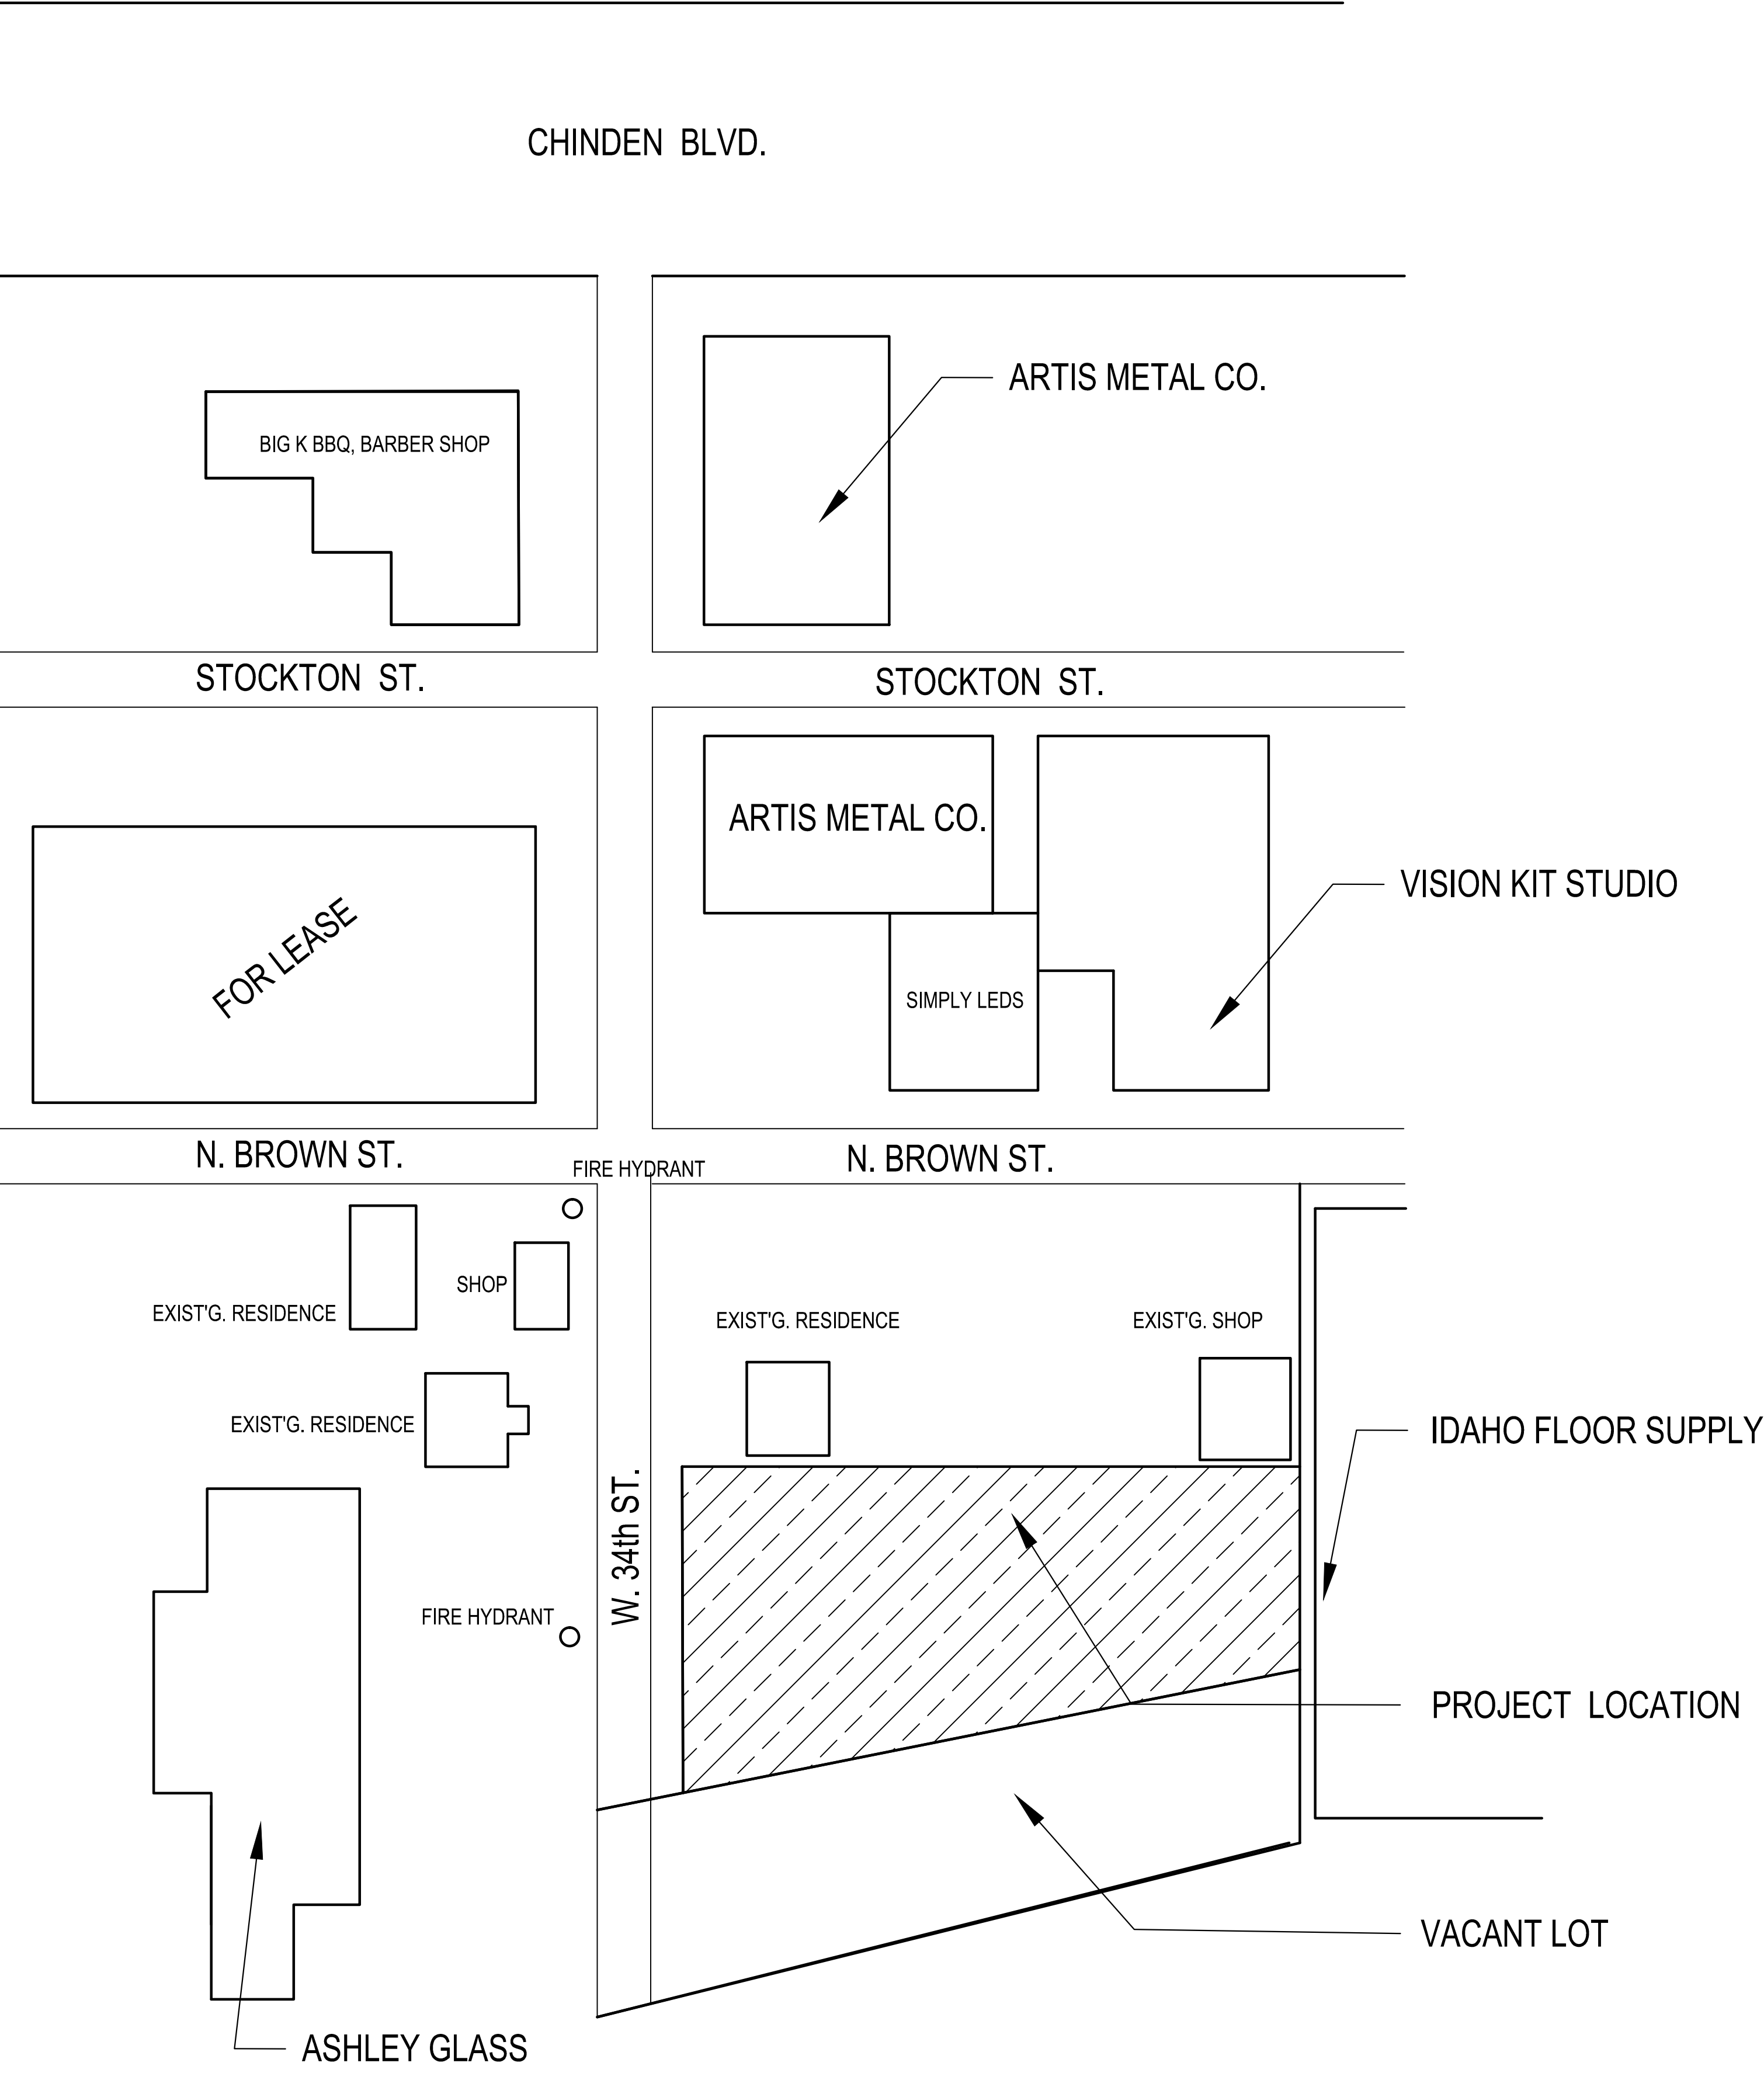 CHINDEN BLVD.
ARTIS METAL CO.
BIG K BBQ, BARBER SHOP
STOCKTON ST.
STOCKTON ST.
ARTIS METAL CO.
VISION KIT STUDIO
FOR LEASE
SIMPLY LEDS
N. BROWN ST.
N. BROWN ST.
FIRE HYDRANT
SHOP
EXIST'G. RESIDENCE
EXIST'G. RESIDENCE
EXIST'G. SHOP
EXIST'G. RESIDENCE
IDAHO FLOOR SUPPLY
W. 34th ST.
FIRE HYDRANT
PROJECT LOCATION
VACANT LOT
ASHLEY GLASS